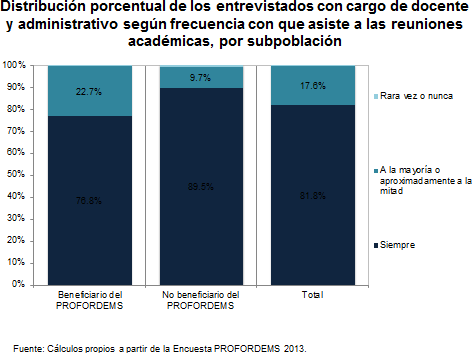 Distribución porcentual de los entrevistados con cargo de docente
y administrativo según frecuencia con que asiste a las reuniones
académicas, por subpoblación
100%
90%
80%
70%
60%
50%
40%
30%
20%
10%
0%
22.7%
9.7%
17.6%
76.8%
89.5%
81.8%
Beneficiario del
PROFORDEMS
No beneficiario del
PROFORDEMS
Total
Rara vez o nunca
A la mayoría o
aproximadamente a la
mitad
Siempre
Fuente: Cálculos propios a partir de la Encuesta PROFORDEMS 2013.